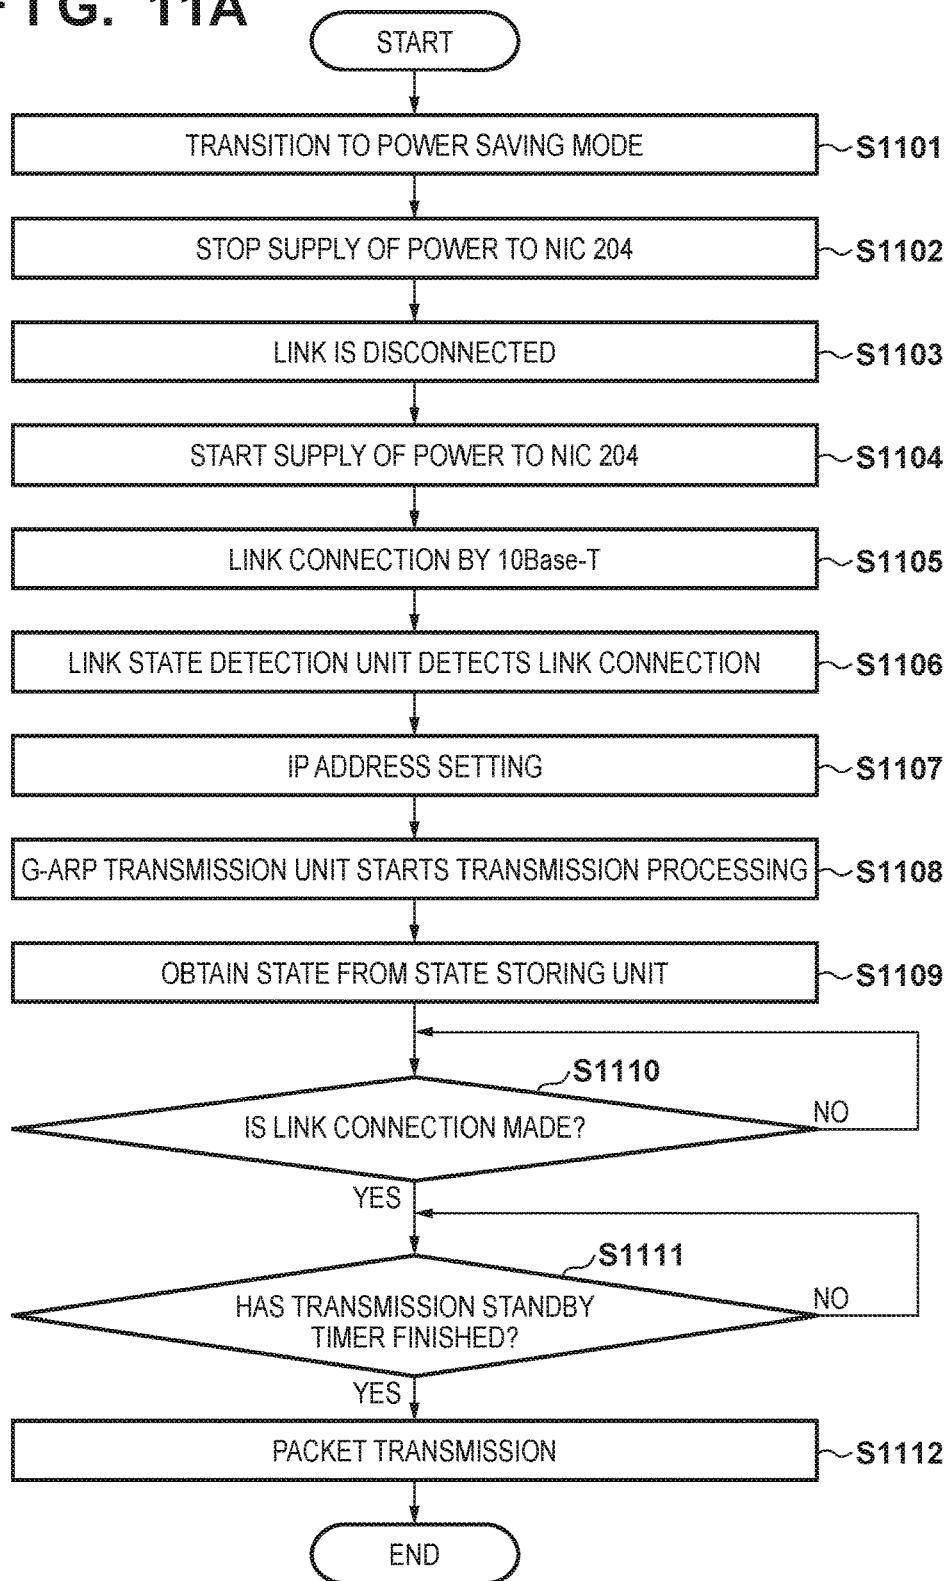 FIG. 11A
START
TRANSITION TO POWER SAVING MODE
S1101
STOP SUPPLY OF POWER TO NIC 204
S1102
LINK IS DISCONNECTED
S1103
START SUPPLY OF POWER TO NIC 204
S1104
LINK CONNECTION BY 10Base-T
S1105
LINK STATE DETECTION UNIT DETECTS LINK CONNECTION
S1106
IP ADDRESS SETTING
S1107
G-ARP TRANSMISSION UNIT STARTS TRANSMISSION PROCESSING
S1108
OBTAIN STATE FROM STATE STORING UNIT
S1109
S1110
IS LINK CONNECTION MADE?
NO
YES
S1111
HAS TRANSMISSION STANDBY
TIMER FINISHED?
NO
YES
PACKET TRANSMISSION
S1112
END